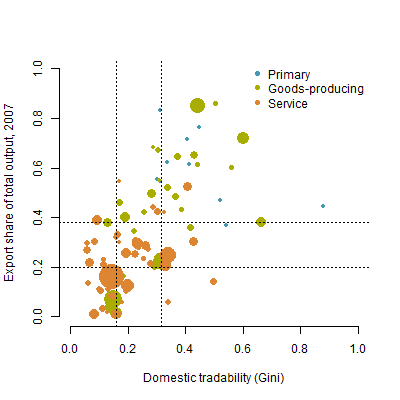 Primary
Goods-producing
Service
Export share of total output, 2007
1.0
0.8
0.6
0.4
0.2
0.0
0.0 0.2 0.4 0.6 0.8 1.0
Domestic tradability (Gini)